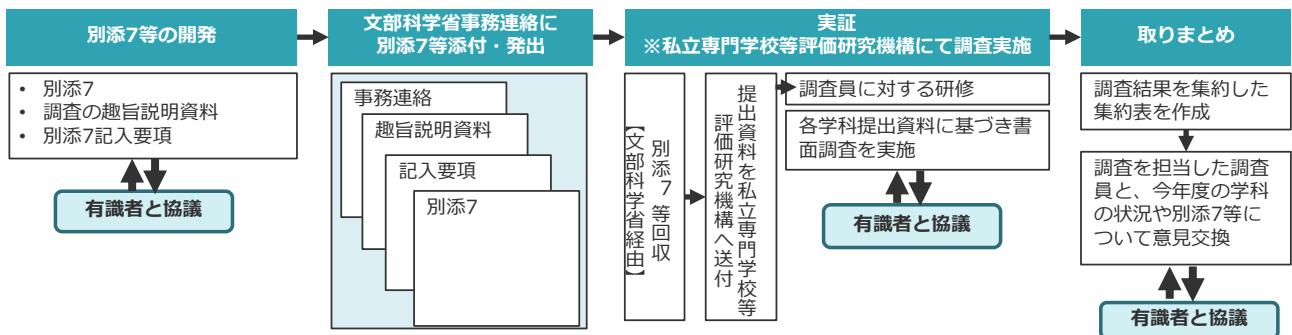 別添7等の開発
文部科学省事務連絡に
別添7等添付・発出
実証
※私立専門学校等評価研究機構にて調査実施
取りまとめ
• 別添7
• 調査の趣旨説明資料
• 別添7記入要項
有識者と協議
事務連絡
趣旨説明資料
記入要項
別添7
別添7等回収
【文部科学省経由】
提出資料を私立専門学校等
評価研究機構へ送付
調査員に対する研修
各学科提出資料に基づき書
面調査を実施
有識者と協議
調査結果を集約した
集約表を作成
調査を担当した調査
員と、今年度の学科
の状況や別添7等に
ついて意見交換
有識者と協議